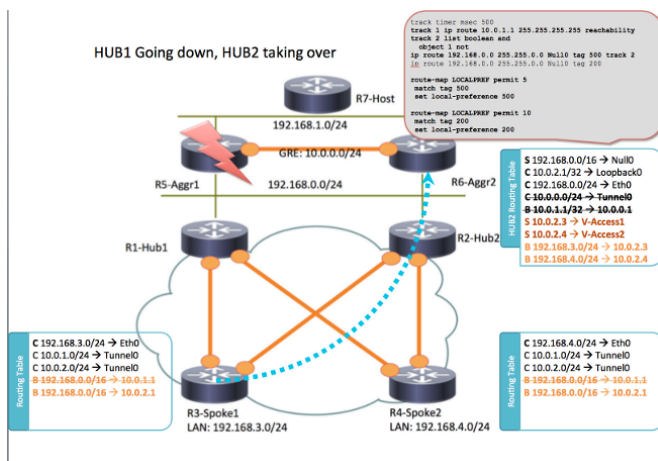 HUB1 Going down, HUB2 taking over
track timer msec 500
track 1 ip route 10.0.1.1 255.255.255.255 reachability
track 2 list boolean and
object 1 not
ip route 192.168.0.0 255.255.0.0 Null0 tag 500 track 2
ip route 192.168.0.0 255.255.0.0 Null0 tag 200
route-map LOCALPREF permit 5
match tag 500
set local-preference 500
route-map LOCALPREF permit 10
match tag 200
set local-preference 200
R7-Host
192.168.1.0/24
GRE: 10.0.0.0/24
R5-Aggr1
R6-Aggr2
192.168.0.0/24
R1-Hub1
R2-Hub2
HUB2 Routing Table
S 192.168.0.0/16 → Null0
C 10.0.2.1/32 → Loopback0
C 192.168.0.0/24 → Eth0
C 10.0.0.0/24 → Tunnel0
B 10.0.1.1/32 → 10.0.0.1
S 10.0.2.3 → V-Access1
S 10.0.2.4 → V-Access2
B 192.168.3.0/24 → 10.0.2.3
B 192.168.4.0/24 → 10.0.2.4
Routing Table
C 192.168.3.0/24 → Eth0
C 10.0.1.0/24 → Tunnel0
C 10.0.2.0/24 → Tunnel0
B 192.168.0.0/16 → 10.0.1.1
B 192.168.0.0/16 → 10.0.2.1
R3-Spoke1
LAN: 192.168.3.0/24
R4-Spoke2
LAN: 192.168.4.0/24
Routing Table
C 192.168.4.0/24 → Eth0
C 10.0.1.0/24 → Tunnel0
C 10.0.2.0/24 → Tunnel0
B 192.168.0.0/16 → 10.0.1.1
B 192.168.0.0/16 → 10.0.2.1